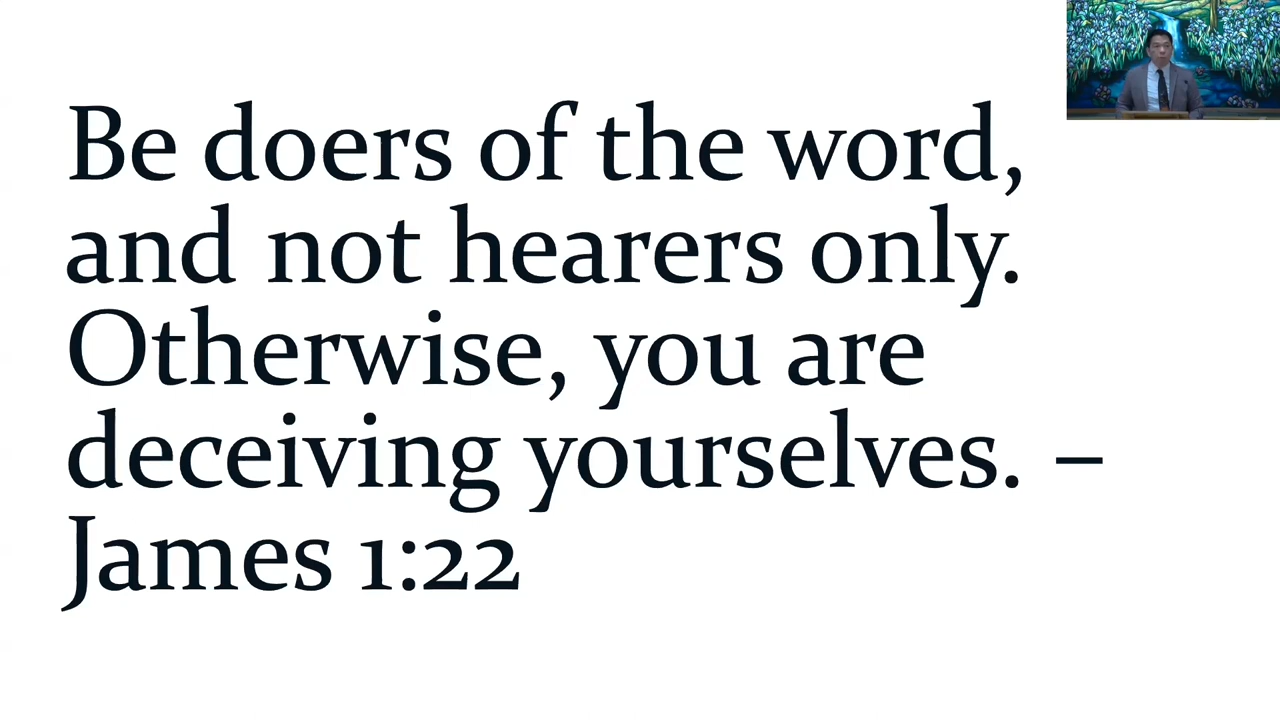 Be doers of the word,
and not hearers only.
Otherwise, you are
deceiving yourselves. –
James 1:22